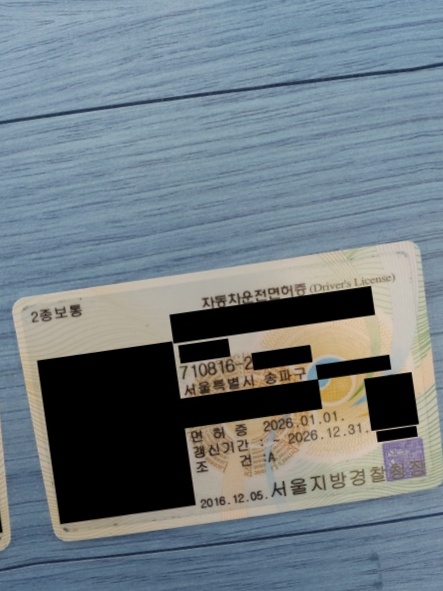 2종보통
자동차운전면허증 (Driver's License)
710816-2
서울특별시 송파구
면 허 증 2026.01.01.
갱신기간 : 2026.12.31.
조 건 :A
2016.12.05. 서울지방경찰청장